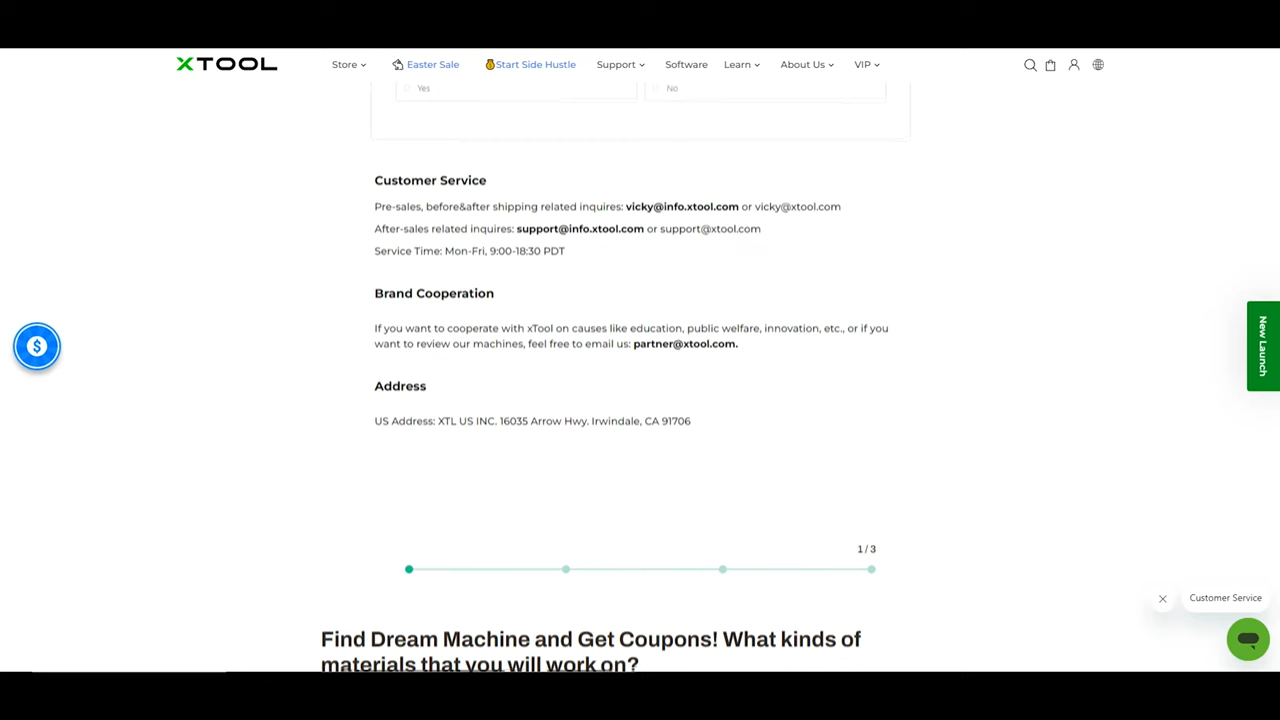 XTOOL
Store
Easter Sale
Start Side Hustle
Support
Software
Learn
About Us
VIP
Yes
No
Customer Service
Pre-sales, before&after shipping related inquires: vicky@info.xtool.com or vicky@xtool.com
After-sales related inquires: support@info.xtool.com or support@xtool.com
Service Time: Mon-Fri, 9:00-18:30 PDT
Brand Cooperation
If you want to cooperate with xTool on causes like education, public welfare, innovation, etc., or if you
want to review our machines, feel free to email us: partner@xtool.com.
$
New Launch
Address
US Address: XTL US INC. 16035 Arrow Hwy. Irwindale, CA 91706
1 / 3
Customer Service
Find Dream Machine and Get Coupons! What kinds of
materials that you will work on?